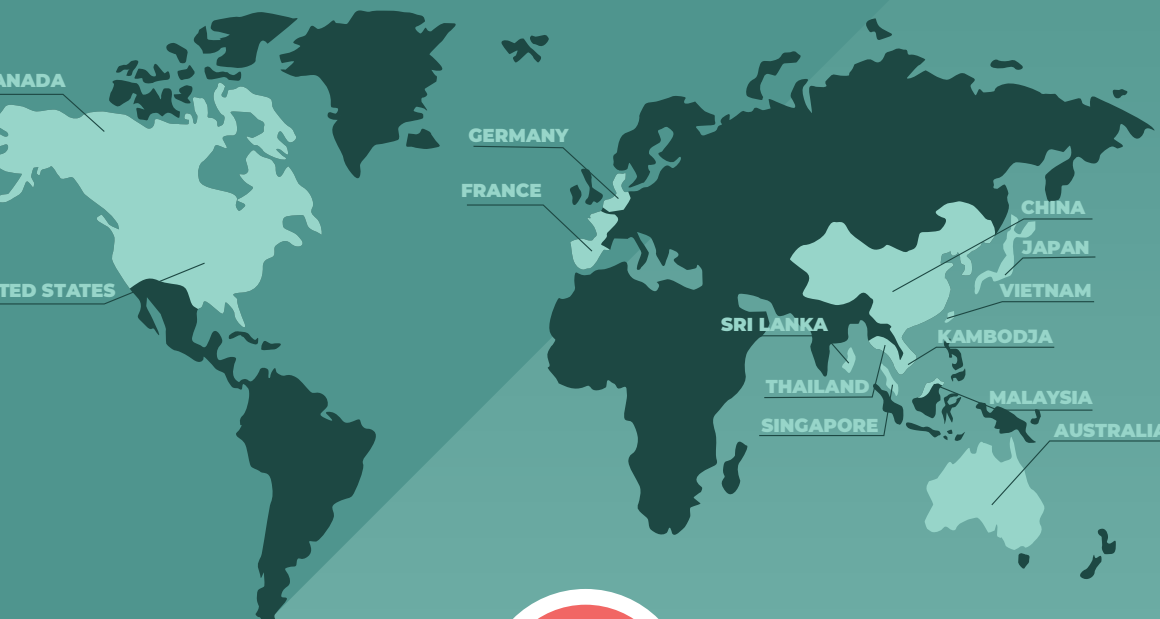 ANADA
GERMANY
FRANCE
CHINA
JAPAN
TED STATES
VIETNAM
SRI LANKA
KAMBODJA
THAILAND
MALAYSIA
SINGAPORE
AUSTRALIA